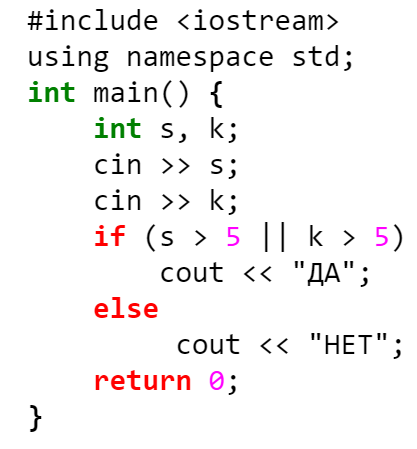 #include <iostream>
using namespace std;
int main() {
int s, k;
cin >> s;
cin >> k;
if (s > 5 || k > 5)
cout << "ДА";
else
cout << "НЕТ";
return 0;
}